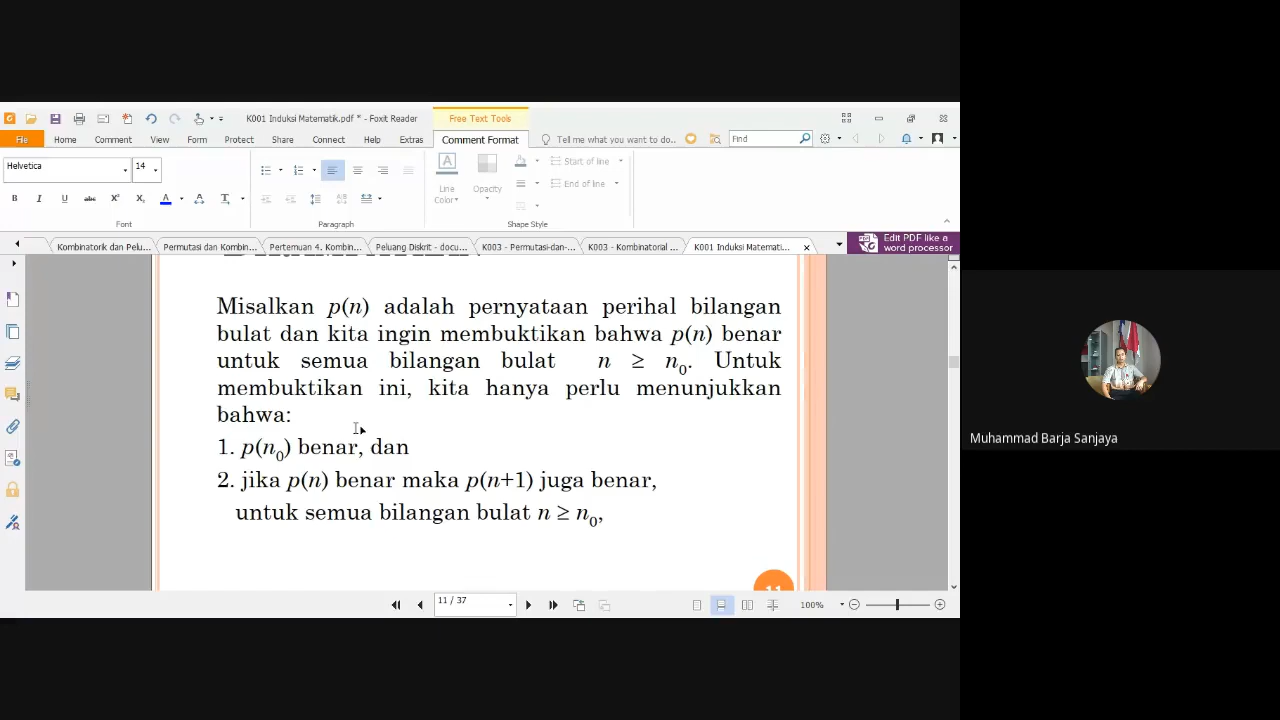 K001 Induksi Matematik.pdf * - Foxit Reader
Free Text Tools
File Home Comment View Form Protect Share Connect Help Extras Comment Format Tell me what you want to do.. Find
Helvetica 14
Start of line
End of line
Line Color
Opacity
B I U abc X² X₂ A T
Font Paragraph Shape Style
Kombinatorik dan Pelu... Permutasi dan Kombin... Pertemuan 4. Kombin... Peluang Diskrit - docu... K003 - Permutasi-dan-... K003 - Kombinatorial ... K001 Induksi Matemati...
Edit PDF like a
word processor
Misalkan p(n) adalah pernyataan perihal bilangan
bulat dan kita ingin membuktikan bahwa p(n) benar
untuk semua bilangan bulat n ≥ n₀. Untuk
membuktikan ini, kita hanya perlu menunjukkan
bahwa:
1. p(n₀) benar, dan
2. jika p(n) benar maka p(n+1) juga benar,
untuk semua bilangan bulat n ≥ n₀,
11 / 37
100%
Muhammad Barja Sanjaya